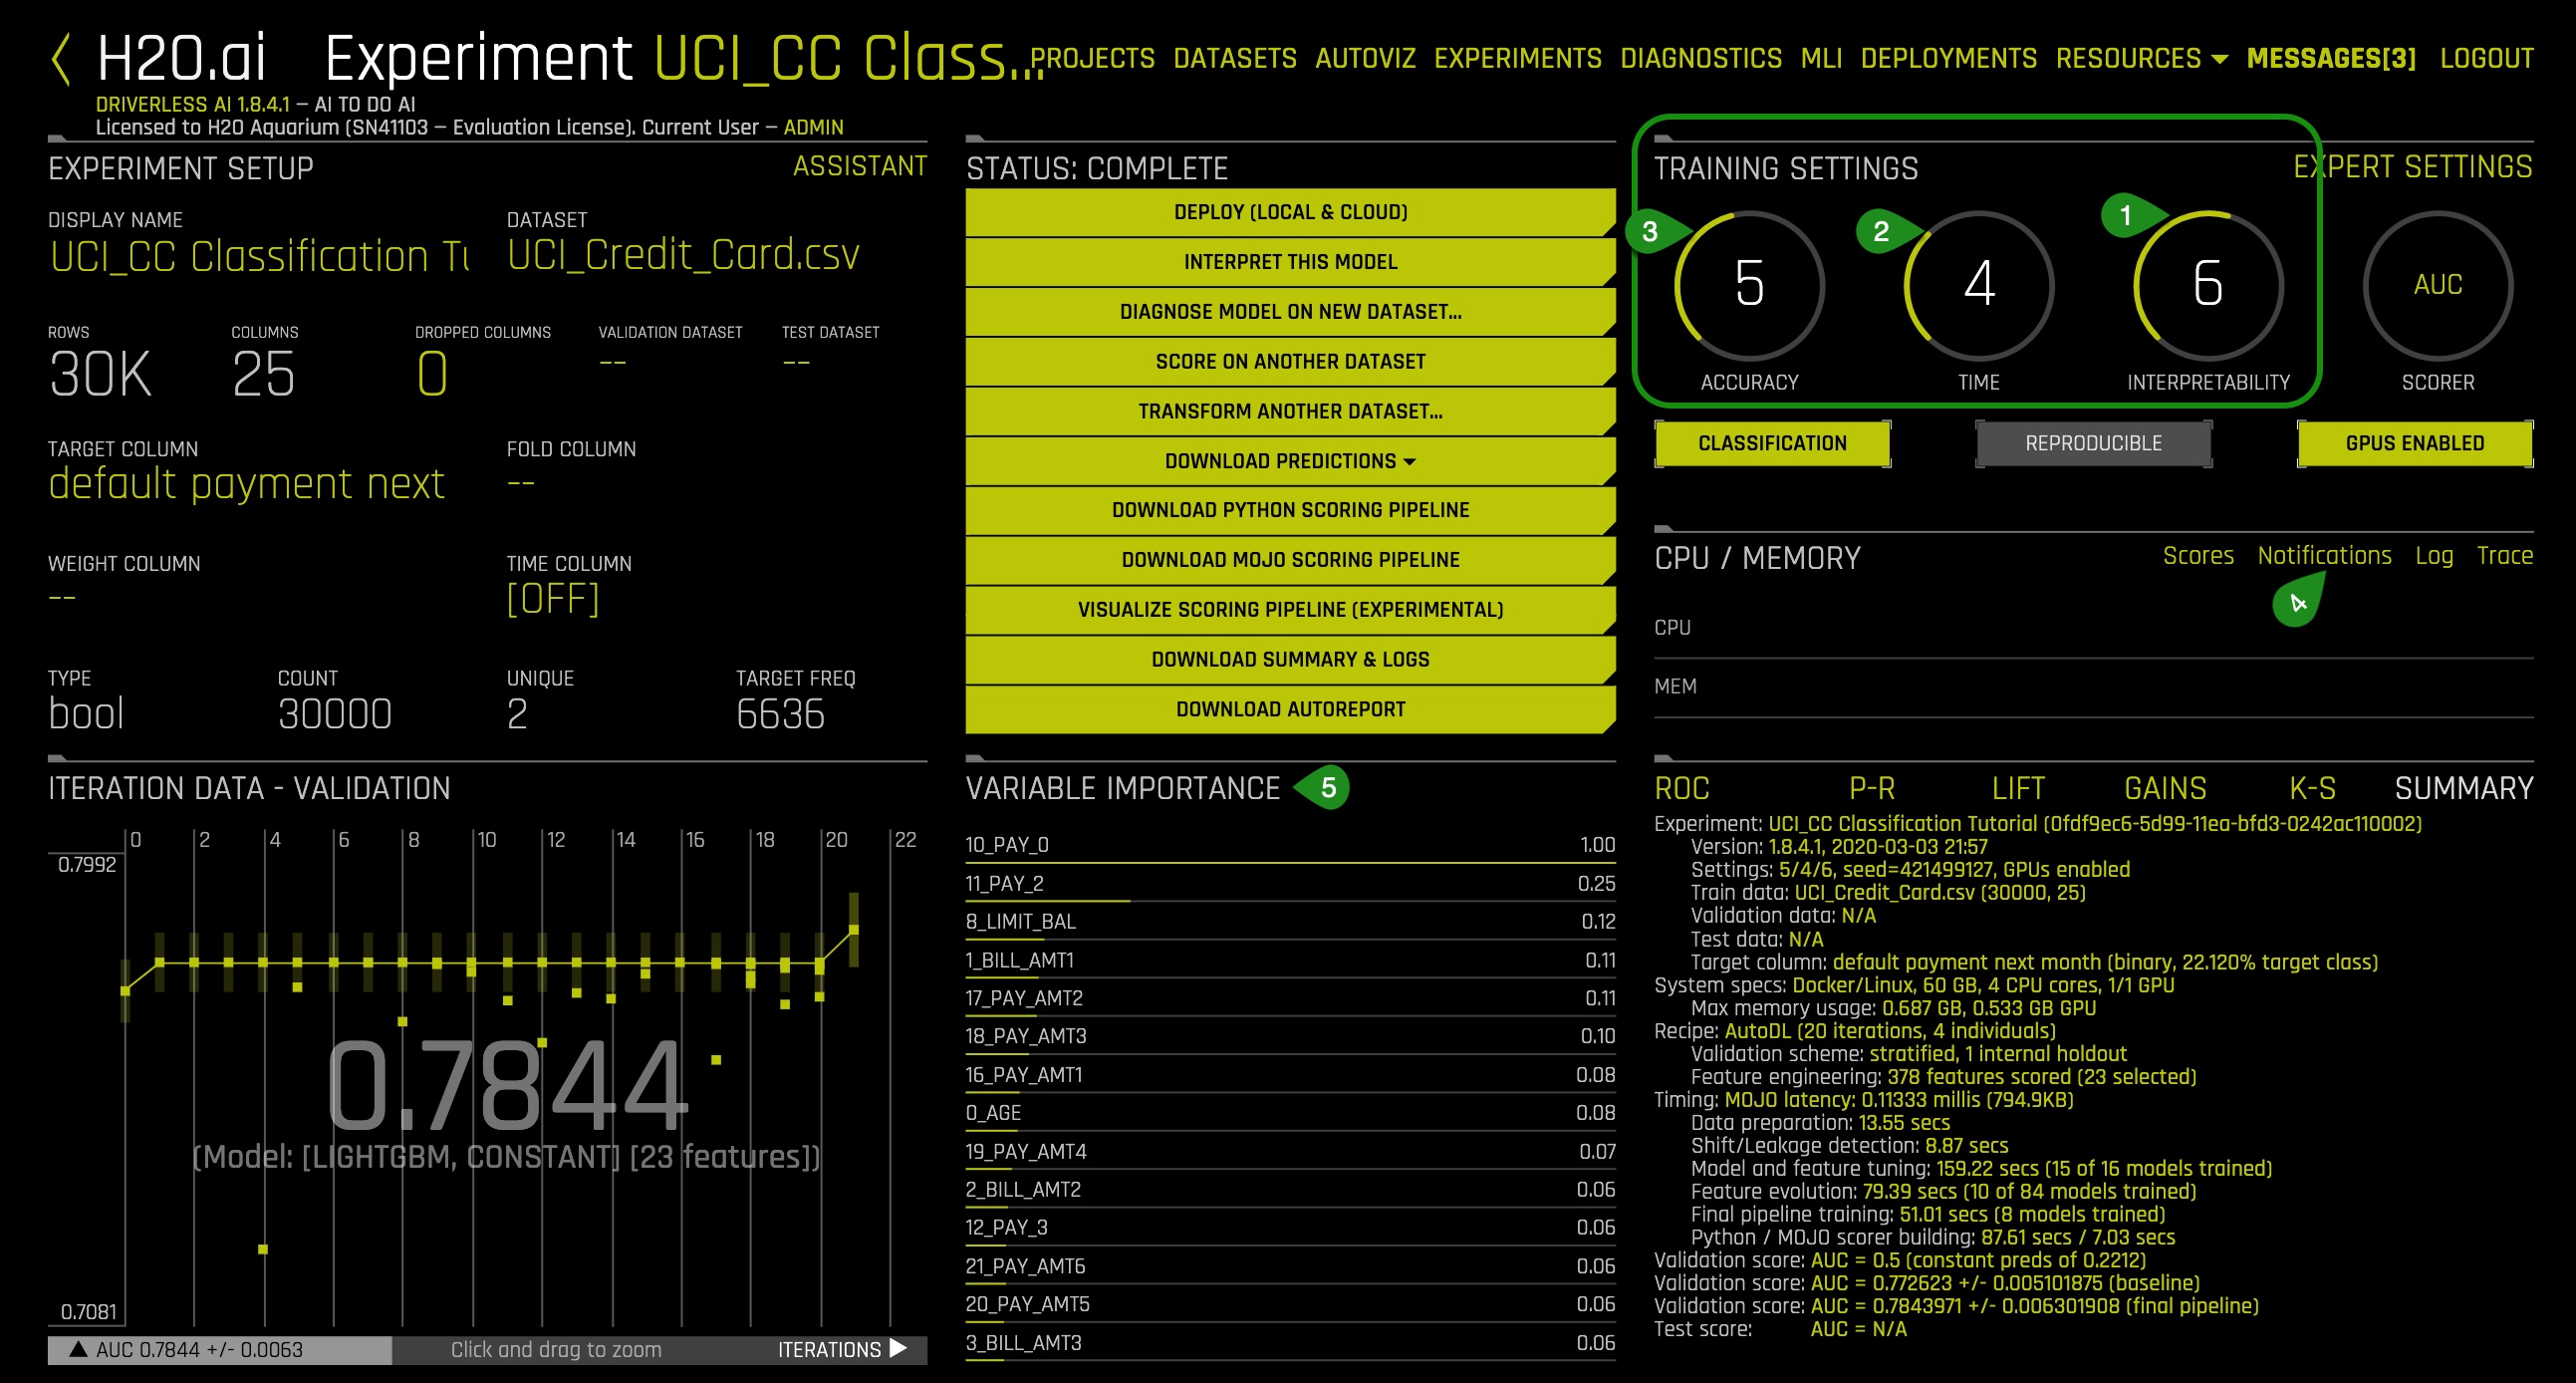 H2O.ai Experiment UCI_CC Class...
PROJECTS DATASETS AUTOVIZ EXPERIMENTS DIAGNOSTICS MLI DEPLOYMENTS RESOURCES MESSAGES[3] LOGOUT
DRIVERLESS AI 1.8.4.1 – AI TO DO AI
Licensed to H2O Aquarium (SN41103 – Evaluation License). Current User – ADMIN
EXPERIMENT SETUP ASSISTANT
DISPLAY NAME DATASET
UCI_CC Classification Tu UCI_Credit_Card.csv
ROWS COLUMNS DROPPED COLUMNS VALIDATION DATASET TEST DATASET
30K 25 0 -- --
TARGET COLUMN FOLD COLUMN
default payment next --
WEIGHT COLUMN TIME COLUMN
-- [OFF]
TYPE COUNT UNIQUE TARGET FREQ
bool 30000 2 6636
STATUS: COMPLETE
DEPLOY (LOCAL & CLOUD)
INTERPRET THIS MODEL
DIAGNOSE MODEL ON NEW DATASET...
SCORE ON ANOTHER DATASET
TRANSFORM ANOTHER DATASET...
DOWNLOAD PREDICTIONS
DOWNLOAD PYTHON SCORING PIPELINE
DOWNLOAD MOJO SCORING PIPELINE
VISUALIZE SCORING PIPELINE (EXPERIMENTAL)
DOWNLOAD SUMMARY & LOGS
DOWNLOAD AUTOREPORT
TRAINING SETTINGS EXPERT SETTINGS
3 2 1
5 4 6 AUC
ACCURACY TIME INTERPRETABILITY SCORER
CLASSIFICATION REPRODUCIBLE GPUS ENABLED
CPU / MEMORY Scores Notifications Log Trace
4
CPU
MEM
ITERATION DATA - VALIDATION
0 2 4 6 8 10 12 14 16 18 20 22
0.7992
0.7844
(Model: [LIGHTGBM, CONSTANT] [23 features])
0.7081
AUC 0.7844 +/- 0.0063 Click and drag to zoom ITERATIONS
VARIABLE IMPORTANCE 5
10_PAY_0 1.00
11_PAY_2 0.25
8_LIMIT_BAL 0.12
1_BILL_AMT1 0.11
17_PAY_AMT2 0.11
18_PAY_AMT3 0.10
16_PAY_AMT1 0.08
0_AGE 0.08
19_PAY_AMT4 0.07
2_BILL_AMT2 0.06
12_PAY_3 0.06
21_PAY_AMT6 0.06
20_PAY_AMT5 0.06
3_BILL_AMT3 0.06
ROC P-R LIFT GAINS K-S SUMMARY
Experiment: UCI_CC Classification Tutorial (0fdf9ec6-5d99-11ea-bfd3-0242ac110002)
Version: 1.8.4.1, 2020-03-03 21:57
Settings: 5/4/6, seed=421499127, GPUs enabled
Train data: UCI_Credit_Card.csv (30000, 25)
Validation data: N/A
Test data: N/A
Target column: default payment next month (binary, 22.120% target class)
System specs: Docker/Linux, 60 GB, 4 CPU cores, 1/1 GPU
Max memory usage: 0.687 GB, 0.533 GB GPU
Recipe: AutoDL (20 iterations, 4 individuals)
Validation scheme: stratified, 1 internal holdout
Feature engineering: 378 features scored (23 selected)
Timing: MOJO latency: 0.11333 millis (794.9KB)
Data preparation: 13.55 secs
Shift/Leakage detection: 8.87 secs
Model and feature tuning: 159.22 secs (15 of 16 models trained)
Feature evolution: 79.39 secs (10 of 84 models trained)
Final pipeline training: 51.01 secs (8 models trained)
Python / MOJO scorer building: 87.61 secs / 7.03 secs
Validation score: AUC = 0.5 (constant preds of 0.2212)
Validation score: AUC = 0.772623 +/- 0.005101875 (baseline)
Validation score: AUC = 0.7843971 +/- 0.006301908 (final pipeline)
Test score: AUC = N/A